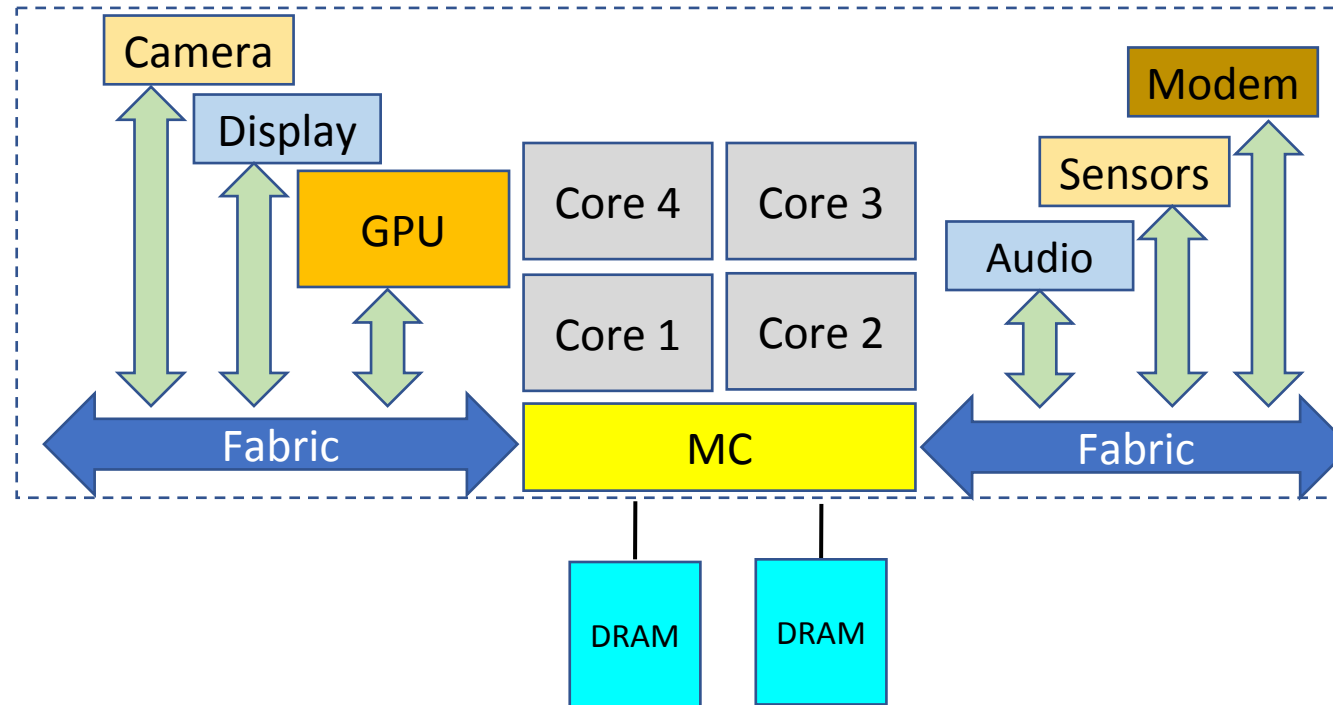 Camera
Display
GPU
Core 4
Core 3
Core 1
Core 2
Modem
Sensors
Audio
Fabric
MC
Fabric
DRAM
DRAM